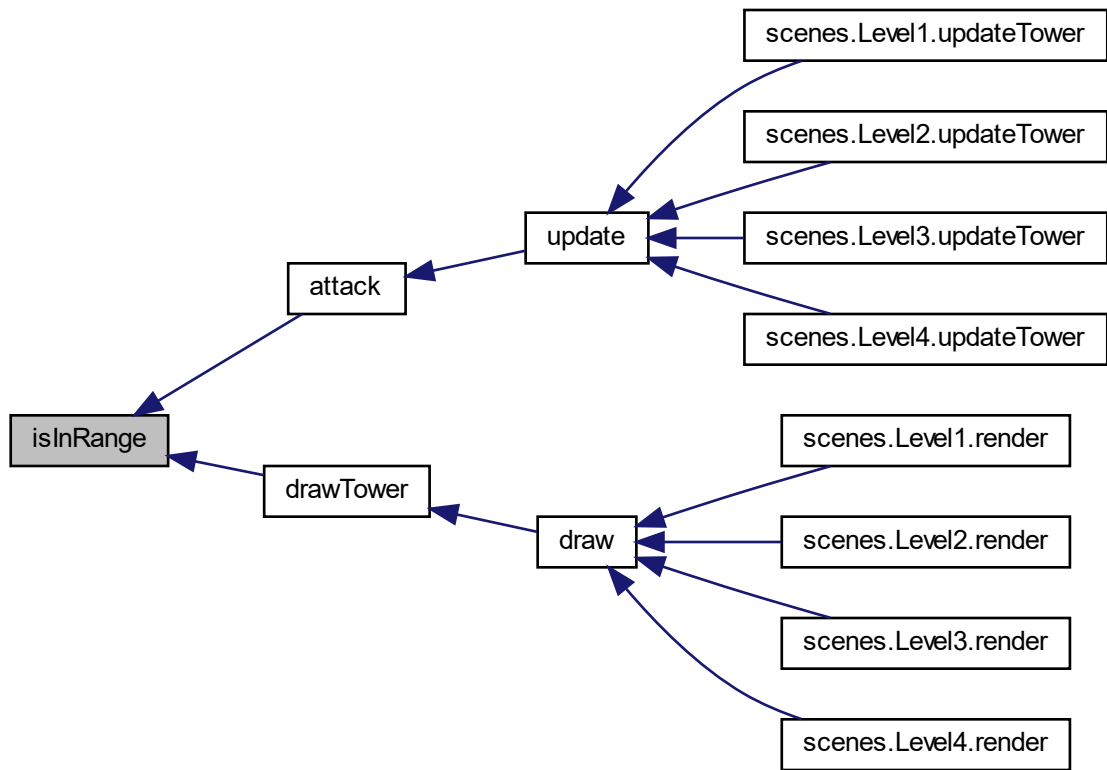 scenes.Level1.updateTower
scenes.Level2.updateTower
update
scenes.Level3.updateTower
attack
scenes.Level4.updateTower
isInRange
scenes.Level1.render
drawTower
draw
scenes.Level2.render
scenes.Level3.render
scenes.Level4.render